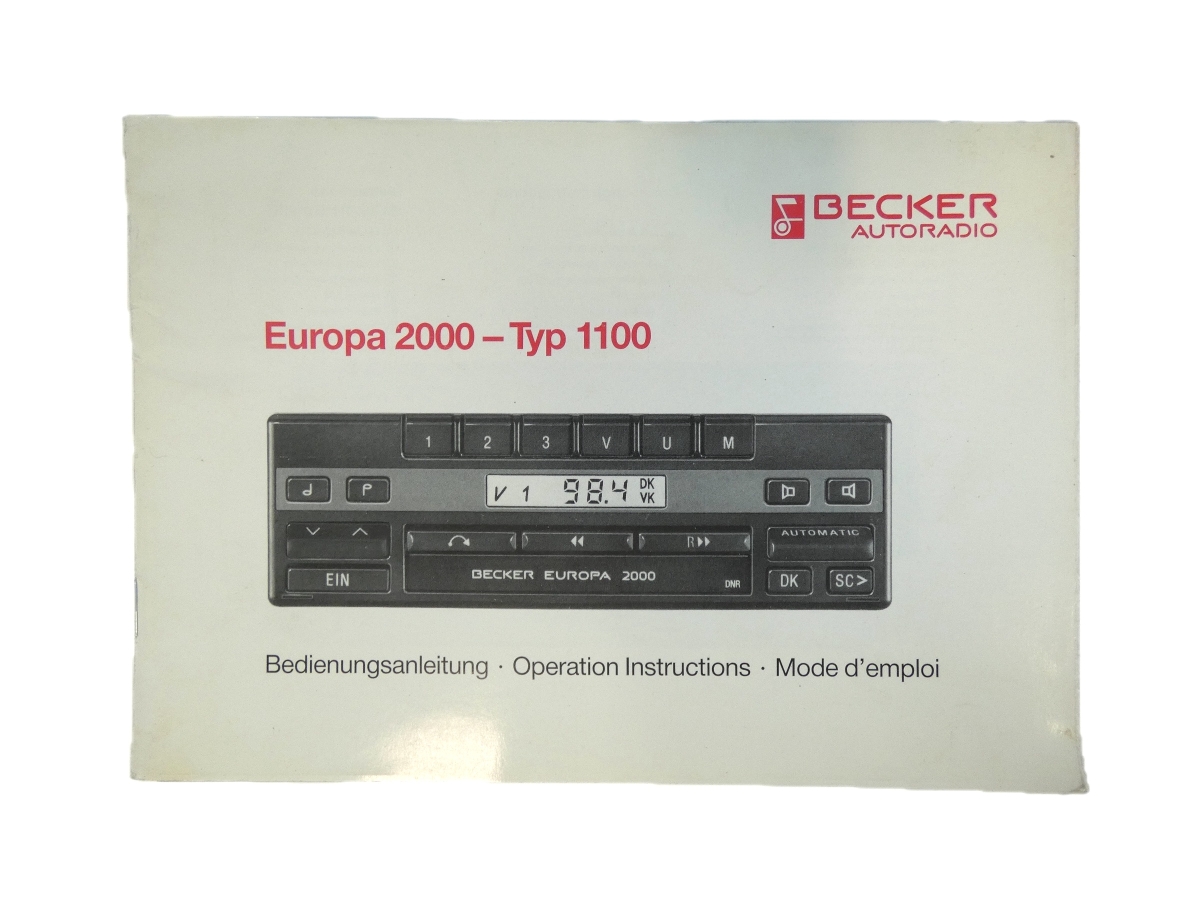 BECKER
AUTORADIO
Europa 2000 – Typ 1100
1 2 3 V U M
V 1 98.4 DK
VK
R
AUTOMATIC
EIN
BECKER EUROPA 2000
DNR
DK
SC>
Bedienungsanleitung · Operation Instructions · Mode d'emploi